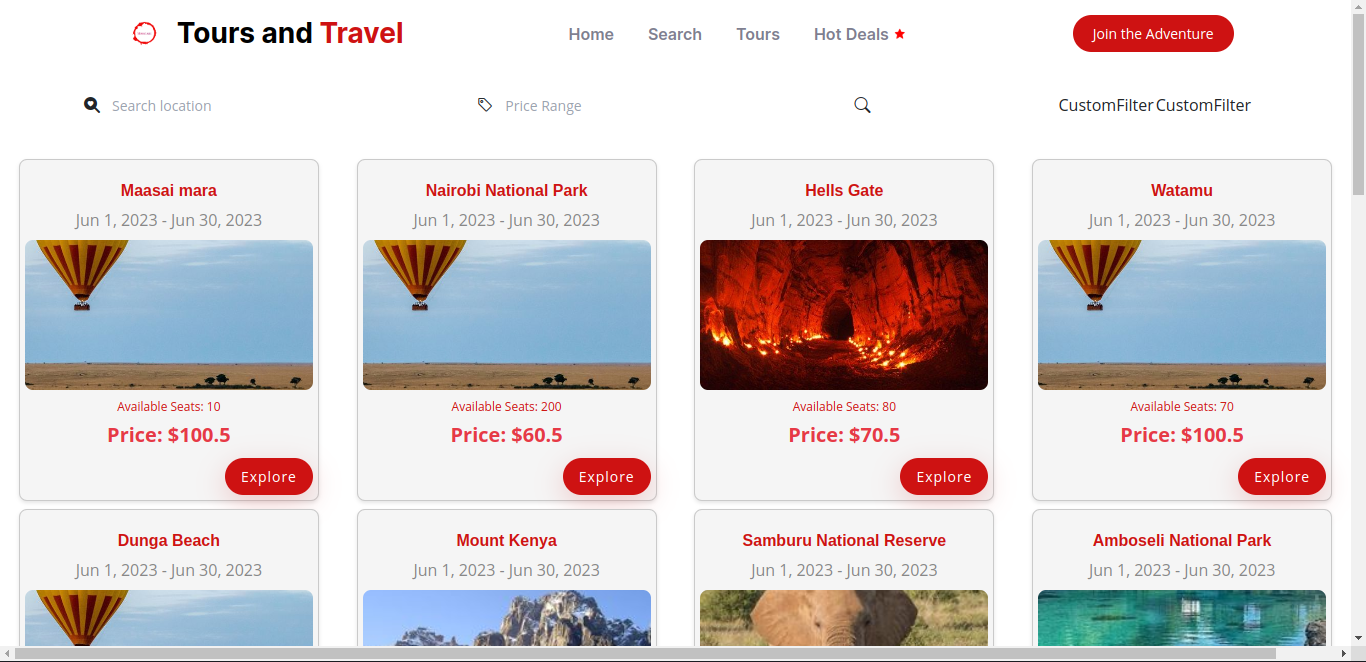 Tours and Travel
Home Search Tours Hot Deals
Join the Adventure
Search location
Price Range
CustomFilter CustomFilter
Maasai mara
Jun 1, 2023 - Jun 30, 2023
Available Seats: 10
Price: $100.5
Explore
Nairobi National Park
Jun 1, 2023 - Jun 30, 2023
Available Seats: 200
Price: $60.5
Explore
Hells Gate
Jun 1, 2023 - Jun 30, 2023
Available Seats: 80
Price: $70.5
Explore
Watamu
Jun 1, 2023 - Jun 30, 2023
Available Seats: 70
Price: $100.5
Explore
Dunga Beach
Jun 1, 2023 - Jun 30, 2023
Mount Kenya
Jun 1, 2023 - Jun 30, 2023
Samburu National Reserve
Jun 1, 2023 - Jun 30, 2023
Amboseli National Park
Jun 1, 2023 - Jun 30, 2023